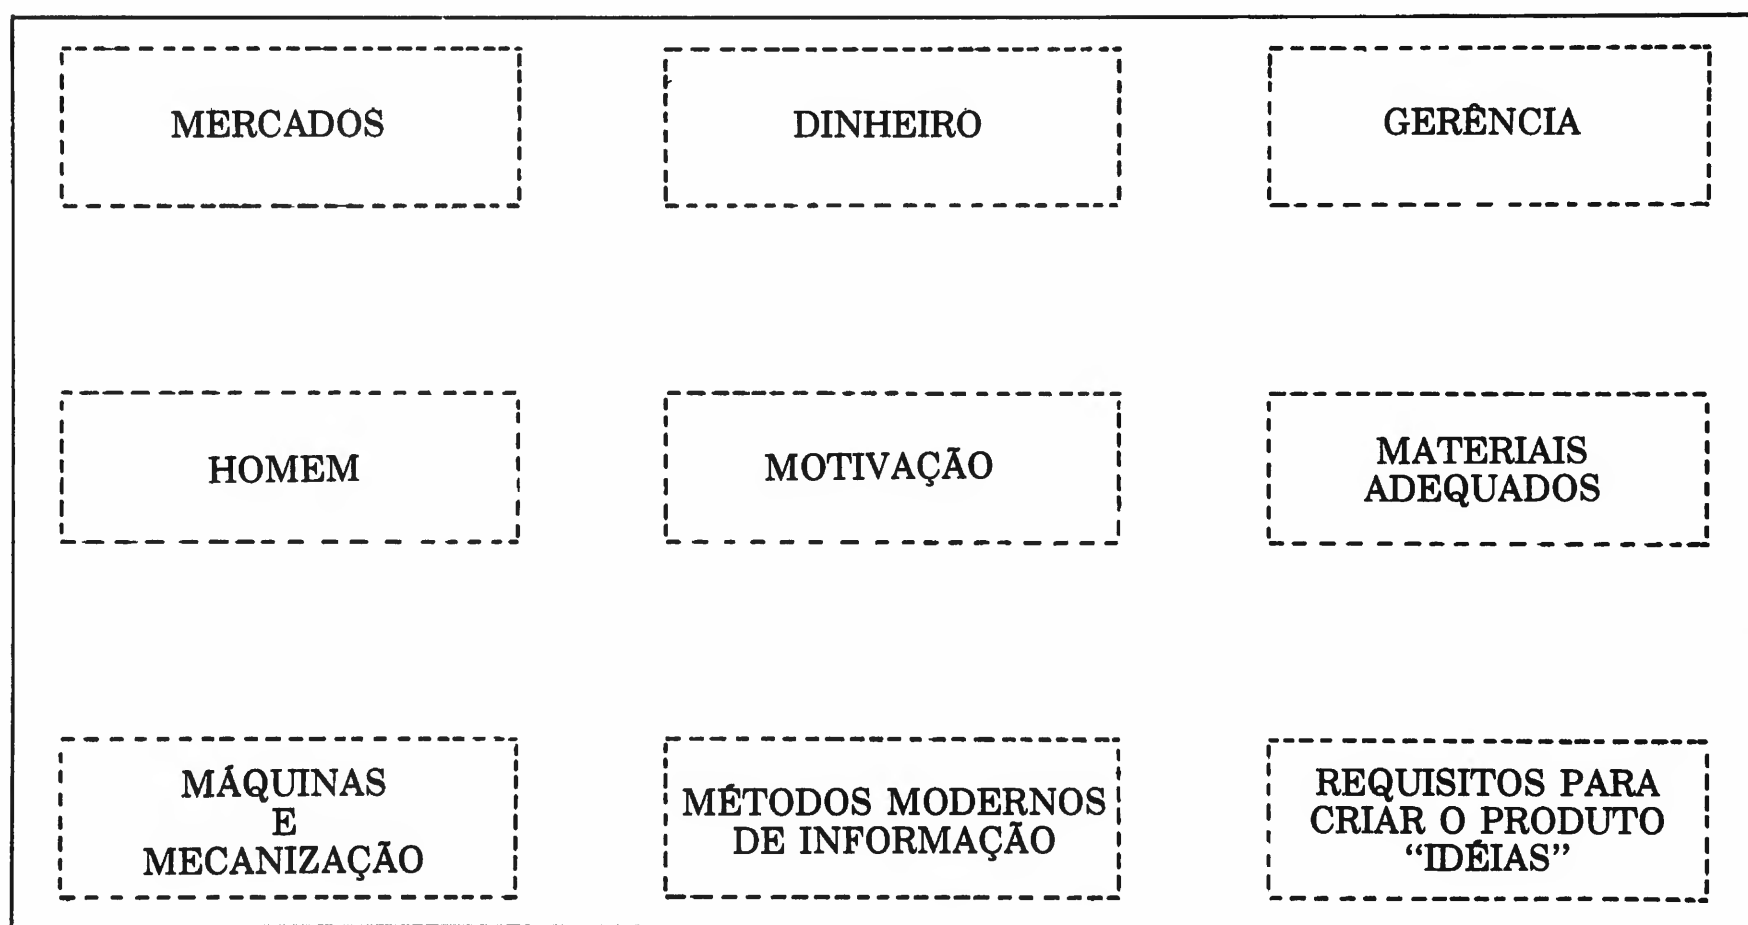 MERCADOS
DINHEIRO
GERÊNCIA
HOMEM
MOTIVAÇÃO
MATERIAIS
ADEQUADOS
MÁQUINAS
E
MECANIZAÇÃO
MÉTODOS MODERNOS
DE INFORMAÇÃO
REQUISITOS PARA
CRIAR O PRODUTO
“IDÉIAS”